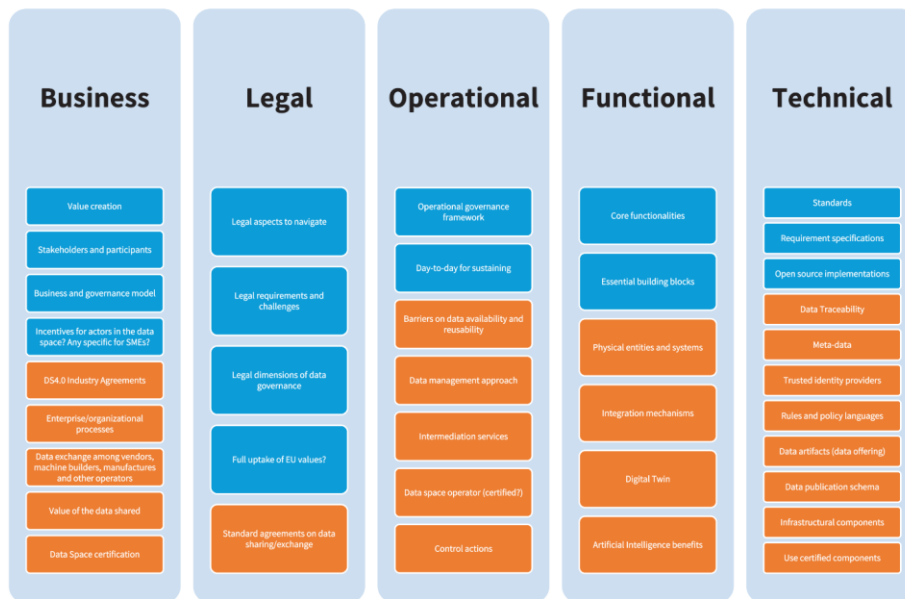 Business
Value creation
Stakeholders and participants
Business and governance model
Incentives for actors in the data
space? Any specific for SMEs?
DS4.0 Industry Agreements
Enterprise/organizational
processes
Data exchange among vendors,
machine builders, manufactures
and other operators
Value of the data shared
Data Space certification
Legal
Legal aspects to navigate
Legal requirements and
challenges
Legal dimensions of data
governance
Full uptake of EU values?
Standard agreements on data
sharing/exchange
Operational
Operational governance
framework
Day-to-day for sustaining
Barriers on data availability and
reusability
Data management approach
Intermediation services
Data space operator (certified?)
Control actions
Functional
Core functionalities
Essential building blocks
Physical entities and systems
Integration mechanisms
Digital Twin
Artificial Intelligence benefits
Technical
Standards
Requirement specifications
Open source implementations
Data Traceability
Meta-data
Trusted identity providers
Rules and policy languages
Data artifacts (data offering)
Data publication schema
Infrastructural components
Use certified components